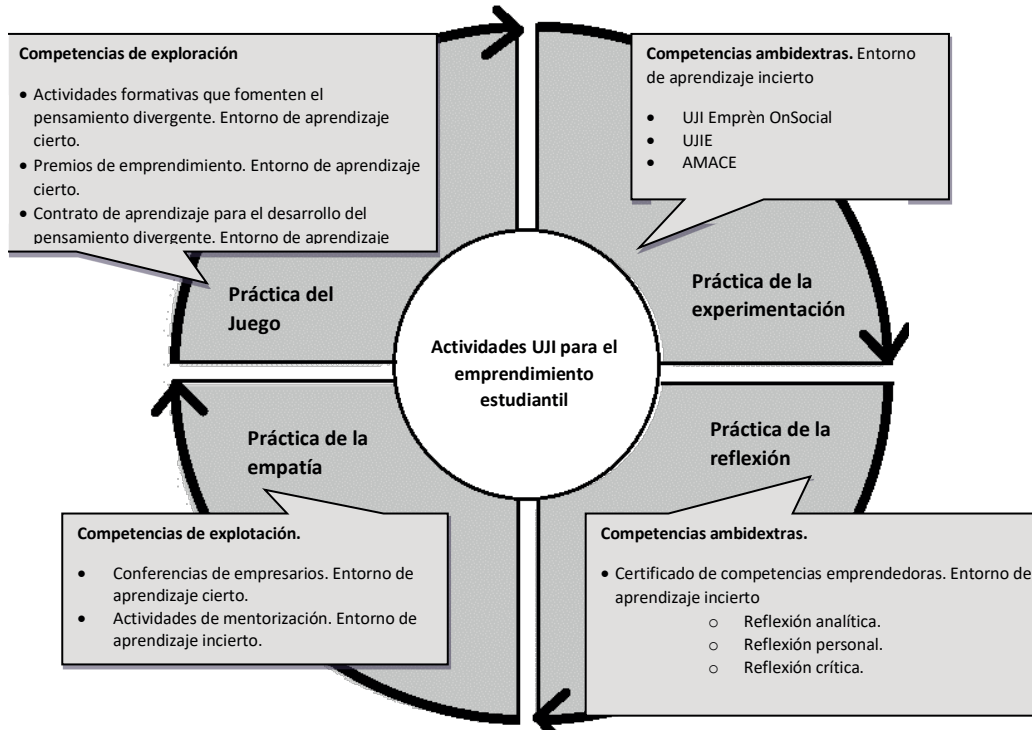 Competencias de exploración
• Actividades formativas que fomenten el
pensamiento divergente. Entorno de aprendizaje
cierto.
• Premios de emprendimiento. Entorno de aprendizaje
cierto.
• Contrato de aprendizaje para el desarrollo del
pensamiento divergente. Entorno de aprendizaje
Práctica del
Juego
Competencias ambidextras. Entorno
de aprendizaje incierto
• UJI Emprèn OnSocial
• UJIE
• AMACE
Práctica de la
experimentación
Actividades UJI para el
emprendimiento
estudiantil
Práctica de la
empatía
Competencias de explotación.
• Conferencias de empresarios. Entorno de
aprendizaje cierto.
• Actividades de mentorización. Entorno de
aprendizaje incierto.
Práctica de la
reflexión
Competencias ambidextras.
• Certificado de competencias emprendedoras. Entorno de
aprendizaje incierto
o Reflexión analítica.
o Reflexión personal.
o Reflexión crítica.